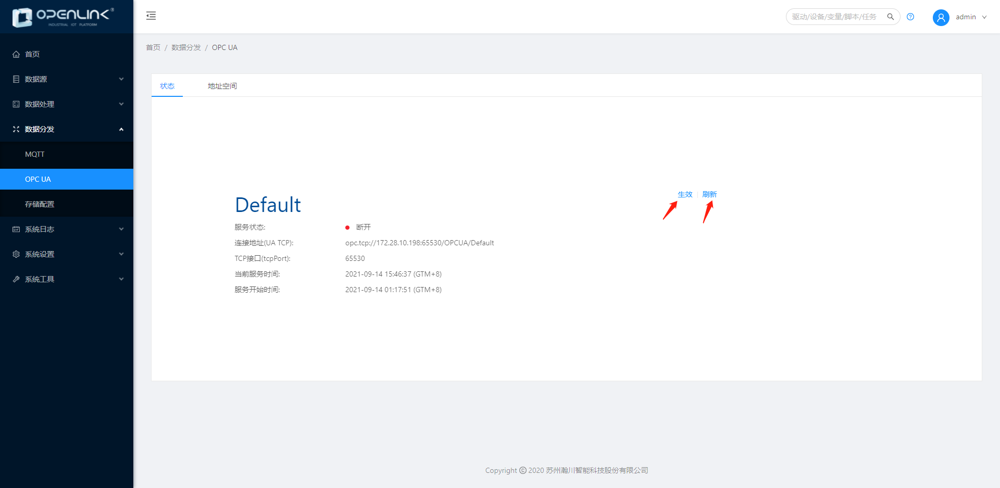 OPENLINK®
INDUSTRIAL IOT PLATFORM
驱动/设备/变量/脚本/任务
admin
首页
数据源
数据处理
数据分发
MQTT
OPC UA
存储配置
系统日志
系统设置
系统工具
首页 / 数据分发 / OPC UA
状态 地址空间
Default
生效 刷新
服务状态: 断开
连接地址(UA TCP): opc.tcp://172.28.10.198:65530/OPCUA/Default
TCP接口(tcpPort): 65530
当前服务时间: 2021-09-14 15:46:37 (GTM+8)
服务开始时间: 2021-09-14 01:17:51 (GTM+8)
Copyright © 2020 苏州瀚川智能科技股份有限公司